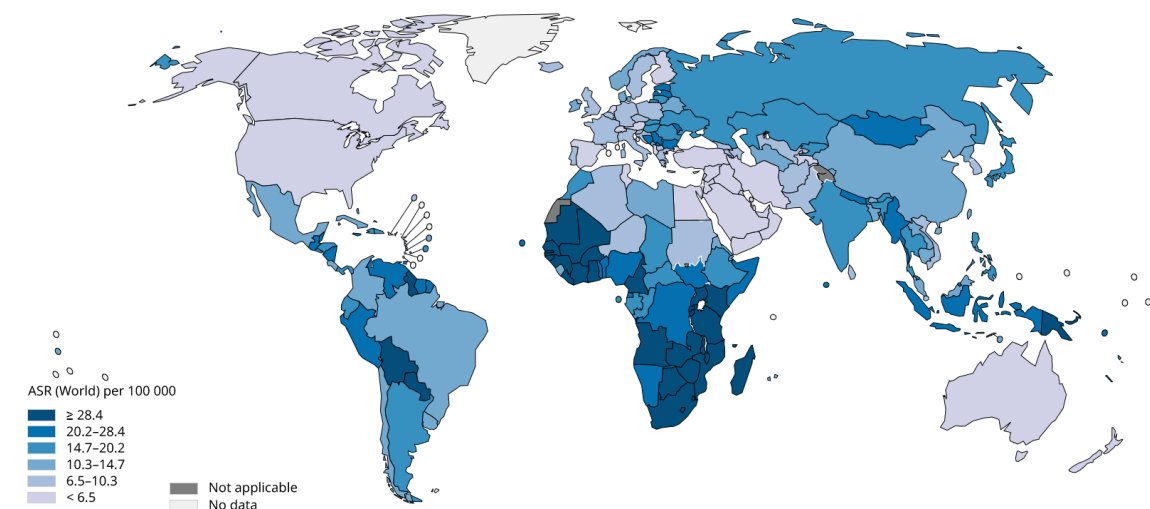 ASR (World) per 100 000
≥ 28.4
20.2–28.4
14.7–20.2
10.3–14.7
6.5–10.3
< 6.5
Not applicable
No data